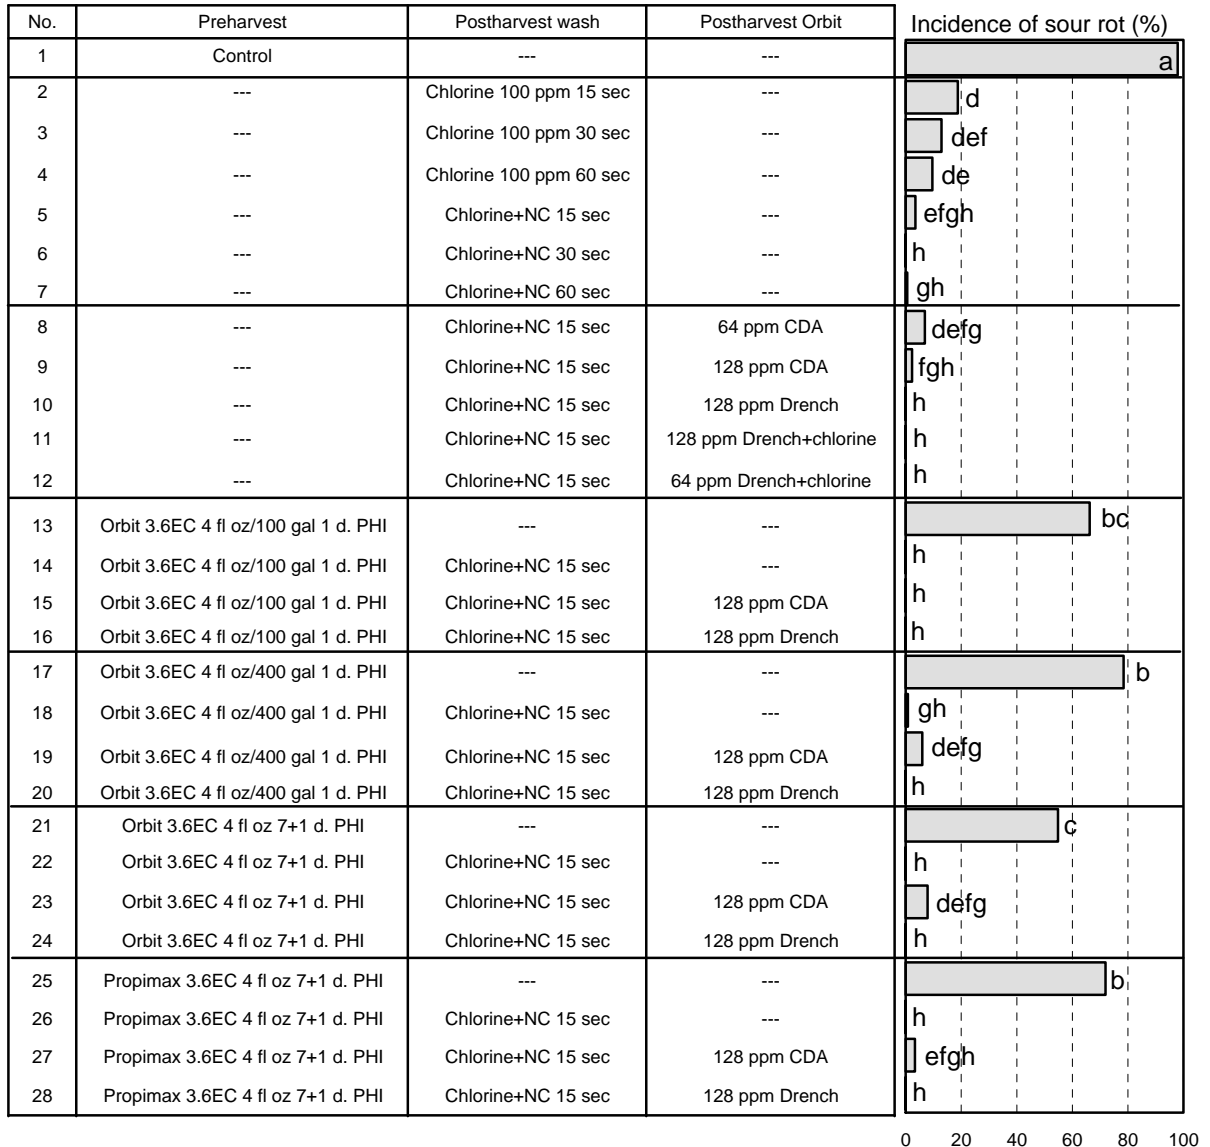 No. Preharvest Postharvest wash Postharvest Orbit Incidence of sour rot (%)
1 Control --- --- a
2 --- Chlorine 100 ppm 15 sec --- d
3 --- Chlorine 100 ppm 30 sec --- def
4 --- Chlorine 100 ppm 60 sec --- de
5 --- Chlorine+NC 15 sec --- efgh
6 --- Chlorine+NC 30 sec --- h
7 --- Chlorine+NC 60 sec --- gh
8 --- Chlorine+NC 15 sec 64 ppm CDA defg
9 --- Chlorine+NC 15 sec 128 ppm CDA fgh
10 --- Chlorine+NC 15 sec 128 ppm Drench h
11 --- Chlorine+NC 15 sec 128 ppm Drench+chlorine h
12 --- Chlorine+NC 15 sec 64 ppm Drench+chlorine h
13 Orbit 3.6EC 4 fl oz/100 gal 1 d. PHI --- --- bc
14 Orbit 3.6EC 4 fl oz/100 gal 1 d. PHI Chlorine+NC 15 sec --- h
15 Orbit 3.6EC 4 fl oz/100 gal 1 d. PHI Chlorine+NC 15 sec 128 ppm CDA h
16 Orbit 3.6EC 4 fl oz/100 gal 1 d. PHI Chlorine+NC 15 sec 128 ppm Drench h
17 Orbit 3.6EC 4 fl oz/400 gal 1 d. PHI --- --- b
18 Orbit 3.6EC 4 fl oz/400 gal 1 d. PHI Chlorine+NC 15 sec --- gh
19 Orbit 3.6EC 4 fl oz/400 gal 1 d. PHI Chlorine+NC 15 sec 128 ppm CDA defg
20 Orbit 3.6EC 4 fl oz/400 gal 1 d. PHI Chlorine+NC 15 sec 128 ppm Drench h
21 Orbit 3.6EC 4 fl oz 7+1 d. PHI --- --- c
22 Orbit 3.6EC 4 fl oz 7+1 d. PHI Chlorine+NC 15 sec --- h
23 Orbit 3.6EC 4 fl oz 7+1 d. PHI Chlorine+NC 15 sec 128 ppm CDA defg
24 Orbit 3.6EC 4 fl oz 7+1 d. PHI Chlorine+NC 15 sec 128 ppm Drench h
25 Propimax 3.6EC 4 fl oz 7+1 d. PHI --- --- b
26 Propimax 3.6EC 4 fl oz 7+1 d. PHI Chlorine+NC 15 sec --- h
27 Propimax 3.6EC 4 fl oz 7+1 d. PHI Chlorine+NC 15 sec 128 ppm CDA efgh
28 Propimax 3.6EC 4 fl oz 7+1 d. PHI Chlorine+NC 15 sec 128 ppm Drench h
0 20 40 60 80 100